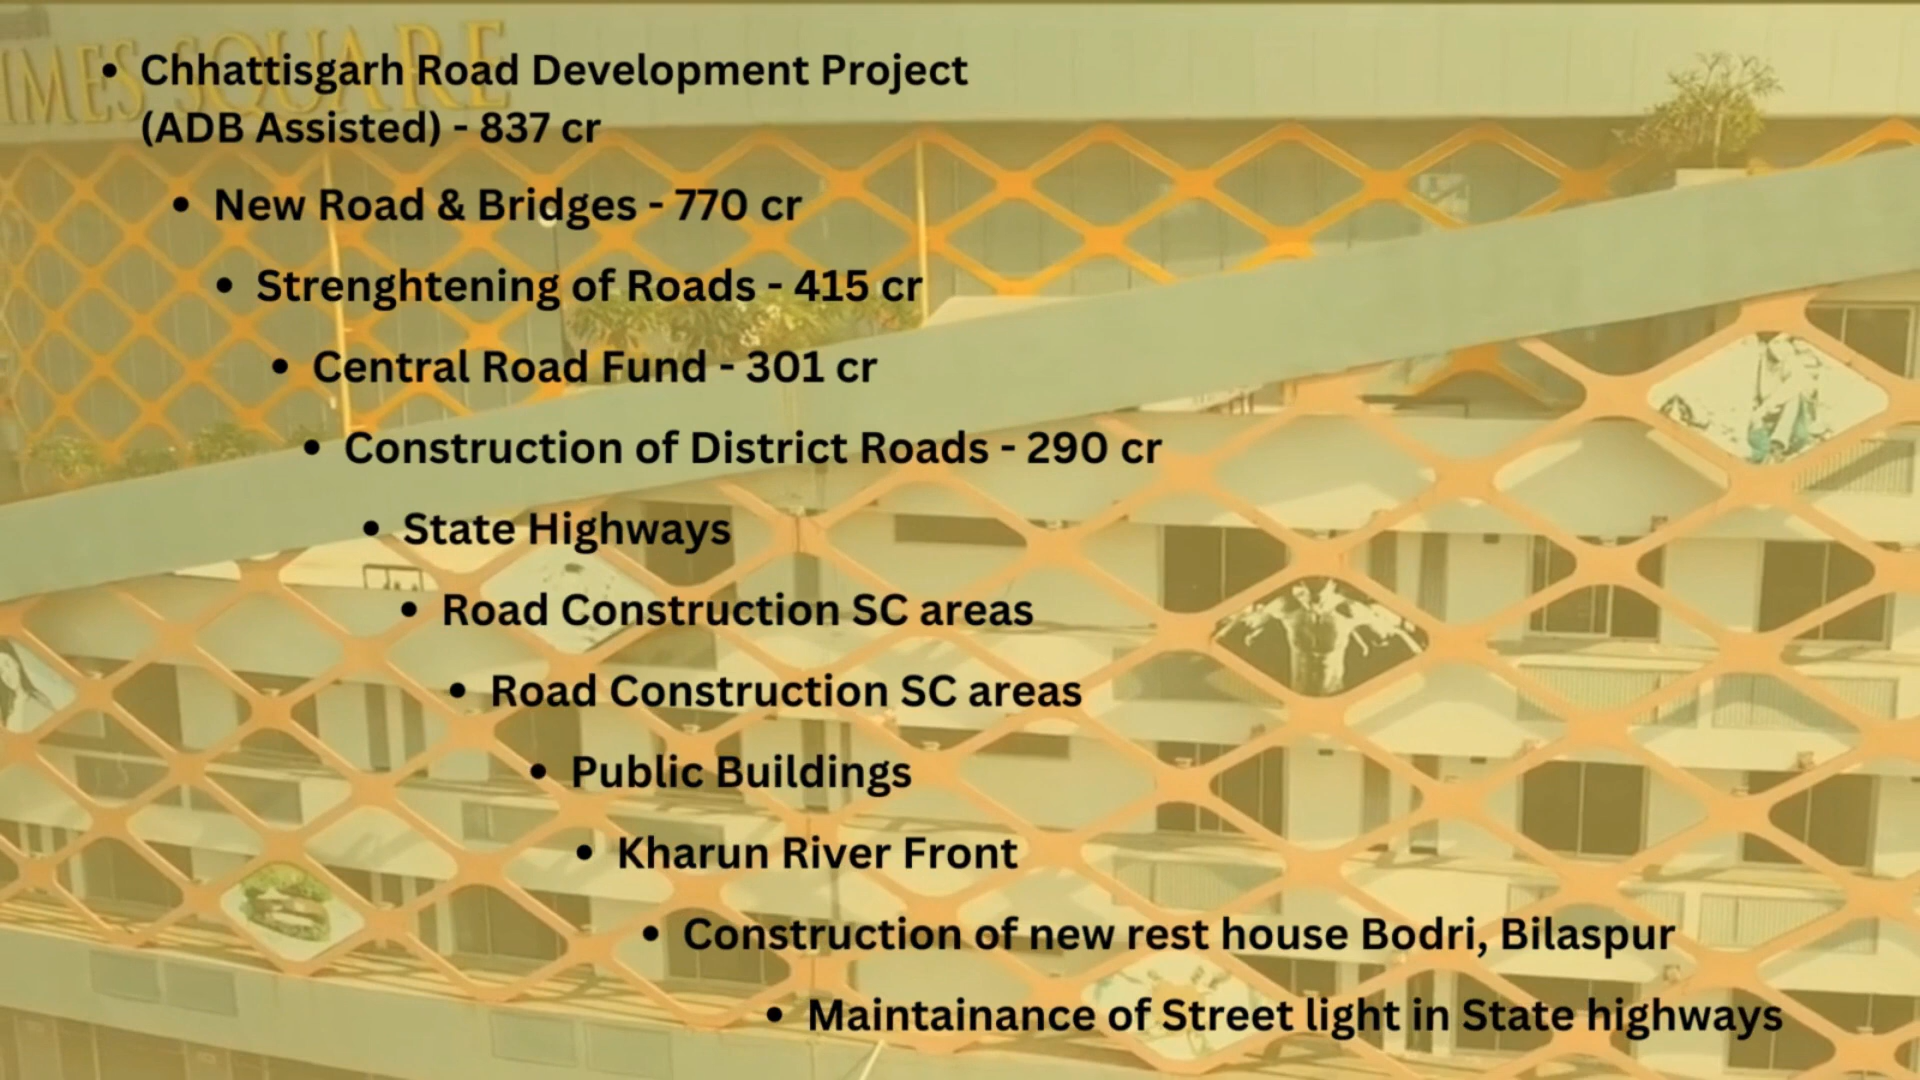 IMES SQUARE
• Chhattisgarh Road Development Project
(ADB Assisted) - 837 cr
• New Road & Bridges - 770 cr
• Strenghtening of Roads - 415 cr
• Central Road Fund - 301 cr
• Construction of District Roads - 290 cr
• State Highways
• Road Construction SC areas
• Road Construction SC areas
• Public Buildings
• Kharun River Front
• Construction of new rest house Bodri, Bilaspur
• Maintainance of Street light in State highways